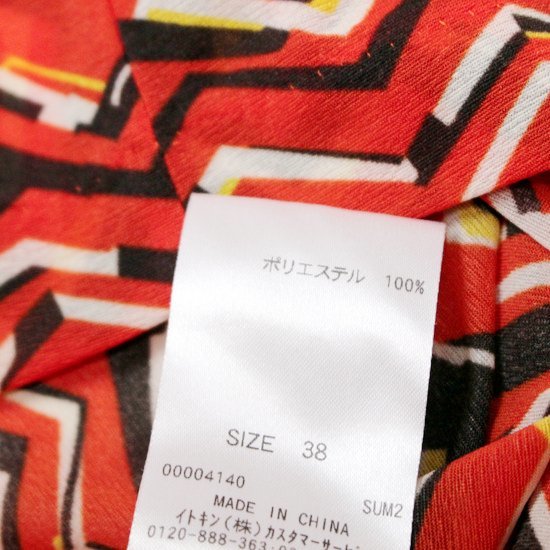 ポリエステル 100%
SIZE 38
00004140
SUM2
MADE IN CHINA
イトキン(株)カスタマーサービ
0120-888-363